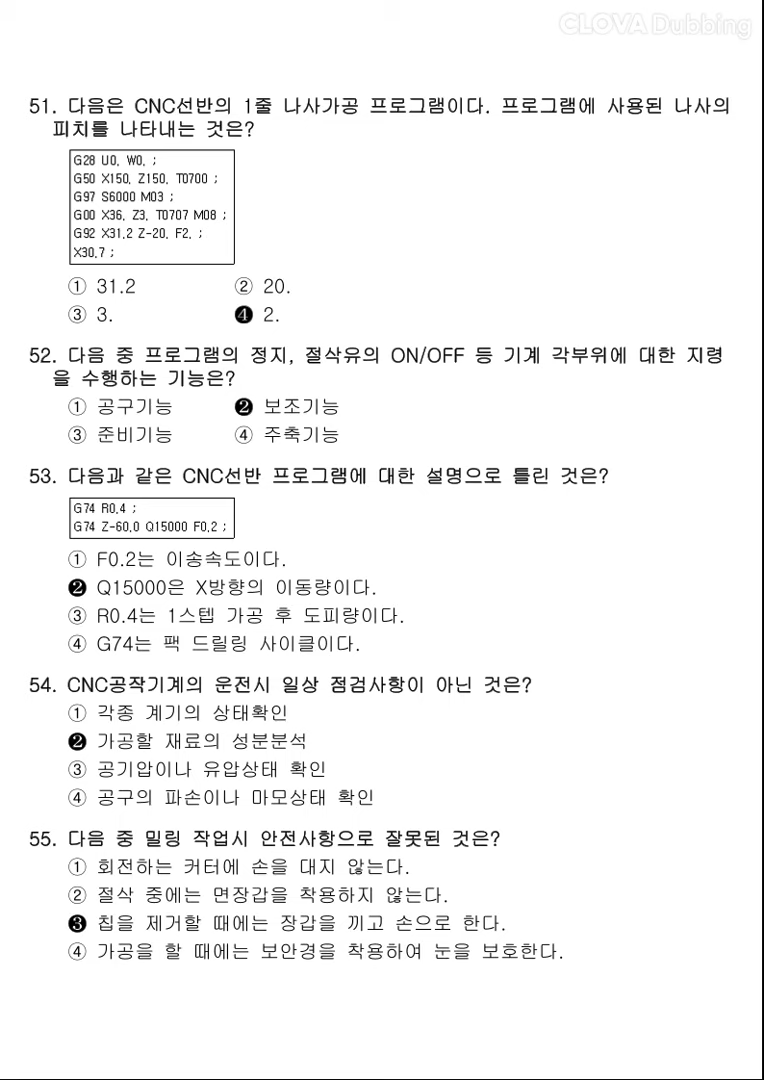 CLOVA Dubbing
51. 다음은 CNC선반의 1줄 나사가공 프로그램이다. 프로그램에 사용된 나사의
피치를 나타내는 것은?
G28 U0. W0. ;
G50 X150. Z150. T0700 ;
G97 S6000 M03 ;
G00 X36. Z3. T0707 M08 ;
G92 X31.2 Z-20. F2. ;
X30.7 ;
① 31.2 ② 20.
③ 3. ❹ 2.
52. 다음 중 프로그램의 정지, 절삭유의 ON/OFF 등 기계 각부위에 대한 지령
을 수행하는 기능은?
① 공구기능 ❷ 보조기능
③ 준비기능 ④ 주축기능
53. 다음과 같은 CNC선반 프로그램에 대한 설명으로 틀린 것은?
G74 R0.4 ;
G74 Z-60.0 Q15000 F0.2 ;
① F0.2는 이송속도이다.
❷ Q15000은 X방향의 이동량이다.
③ R0.4는 1스텝 가공 후 도피량이다.
④ G74는 팩 드릴링 사이클이다.
54. CNC공작기계의 운전시 일상 점검사항이 아닌 것은?
① 각종 계기의 상태확인
❷ 가공할 재료의 성분분석
③ 공기압이나 유압상태 확인
④ 공구의 파손이나 마모상태 확인
55. 다음 중 밀링 작업시 안전사항으로 잘못된 것은?
① 회전하는 커터에 손을 대지 않는다.
② 절삭 중에는 면장갑을 착용하지 않는다.
❸ 칩을 제거할 때에는 장갑을 끼고 손으로 한다.
④ 가공을 할 때에는 보안경을 착용하여 눈을 보호한다.